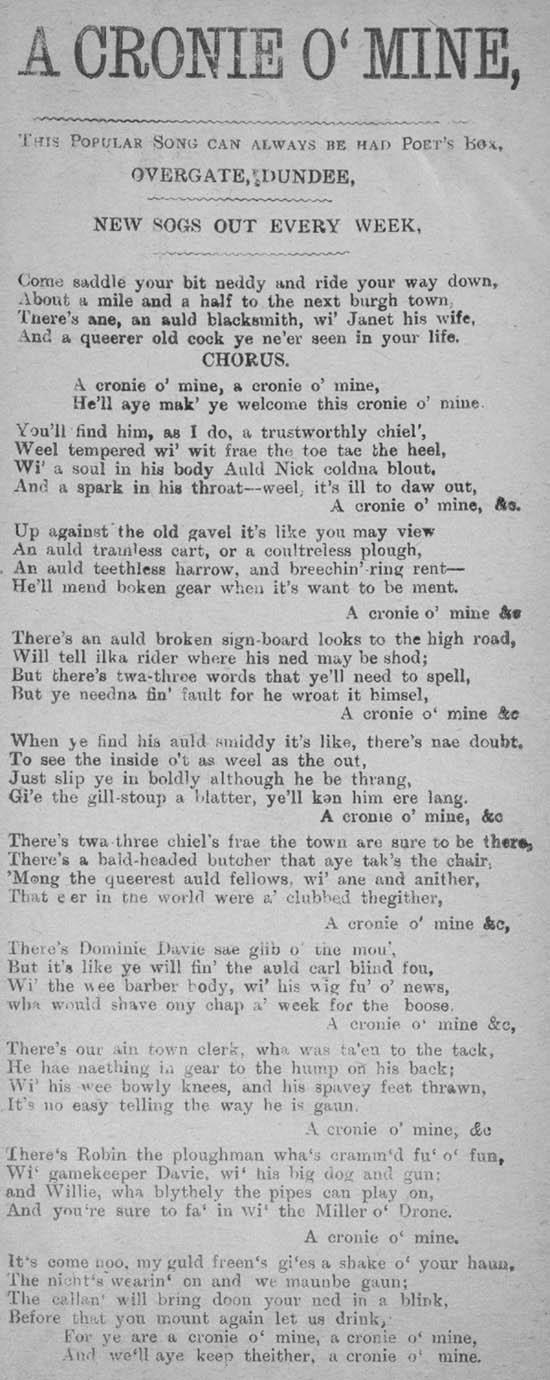 A CRONIE O‘ MINE,
THIS POPULAR SONG CAN ALWAYS BE HAD POET'S BOX,
OVERGATE, DUNDEE,
NEW SOGS OUT EVERY WEEK,
Come saddle your bit neddy and ride your way down,
About a mile and a half to the next burgh town,
There's ane, an auld blacksmith, wi' Janet his wife,
And a queerer old cock ye ne'er seen in your life.
CHORUS.
A cronie o' mine, a cronie o' mine,
He'll aye mak' ye welcome this cronie o' mine.
You'll find him, as I do, a trustworthly chiel',
Weel tempered wi' wit frae the toe tae the heel,
Wi' a soul in his body Auld Nick coldna blout,
And a spark in his throat—weel, it's ill to daw out,
A cronie o' mine, &c.
Up against the old gavel it's like you may view
An auld tramless cart, or a coultreless plough,
An auld teethless harrow, and breechin'-ring rent—
He'll mend boken gear when it's want to be ment.
A cronie o' mine &c
There's an auld broken sign-board looks to the high road,
Will tell ilka rider where his ned may be shod;
But there's twa-three words that ye'll need to spell,
But ye needna fin' fault for he wroat it himsel,
A cronie o‘ mine &c
When ye find his auld smiddy it's like, there's nae doubt,
To see the inside o't as weel as the out,
Just slip ye in boldly although he be thrang,
Gi'e the gill-stoup a blatter, ye'll ken him ere lang.
A cronie o' mine, &c
There's twa-three chiel's frae the town are sure to be there,
There's a bald-headed butcher that aye tak's the chair,
'Mong the queerest auld fellows, wi' ane and anither,
That e'er in the world were a' clubbed thegither,
A cronie o' mine &c,
There's Dominie Davie sae glib o' the mou',
But it's like ye will fin' the auld carl blind fou,
Wi' the wee barber body, wi' his wig fu' o' news,
wha would shave ony chap a' week for the boose.
A cronie o‘ mine &c,
There's our ain town clerk, wha was ta'en to the tack,
He hae naething in gear to the hump on his back;
Wi' his wee bowly knees, and his spavey feet thrawn,
It's no easy telling the way he is gaun.
A cronie o' mine, &c
There‘s Robin the ploughman wha‘s cramm‘d fu‘ o‘ fun,
Wi‘ gamekeeper Davie, wi‘ his big dog and gun;
and Willie, wha blythely the pipes can play on,
And you‘re sure to fa‘ in wi‘ the Miller o‘ Drone.
A cronie o‘ mine.
It‘s come noo, my guld freen‘s gi‘es a shake o‘ your haun,
The nicht‘s wearin‘ on and we maunbe gaun;
The callan‘ will bring doon your ned in a blink,
Before that you mount again let us drink,
For ye are a cronie o‘ mine, a cronie o‘ mine,
And we‘ll aye keep theither, a cronie o‘ mine.